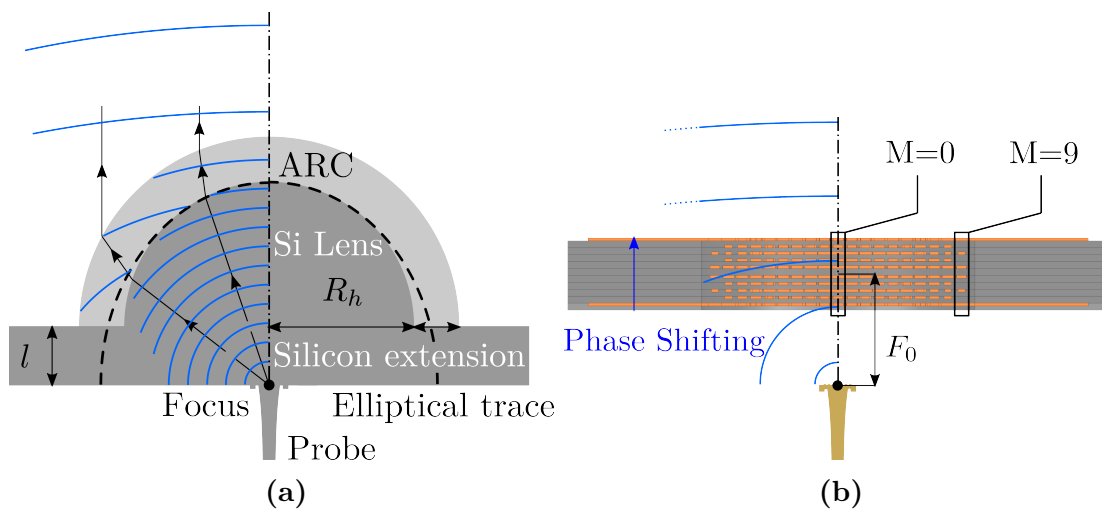 ARC
Si Lens
R_h
l
Silicon extension
Focus
Elliptical trace
Probe
(a)
M=0
M=9
Phase Shifting
F_0
(b)